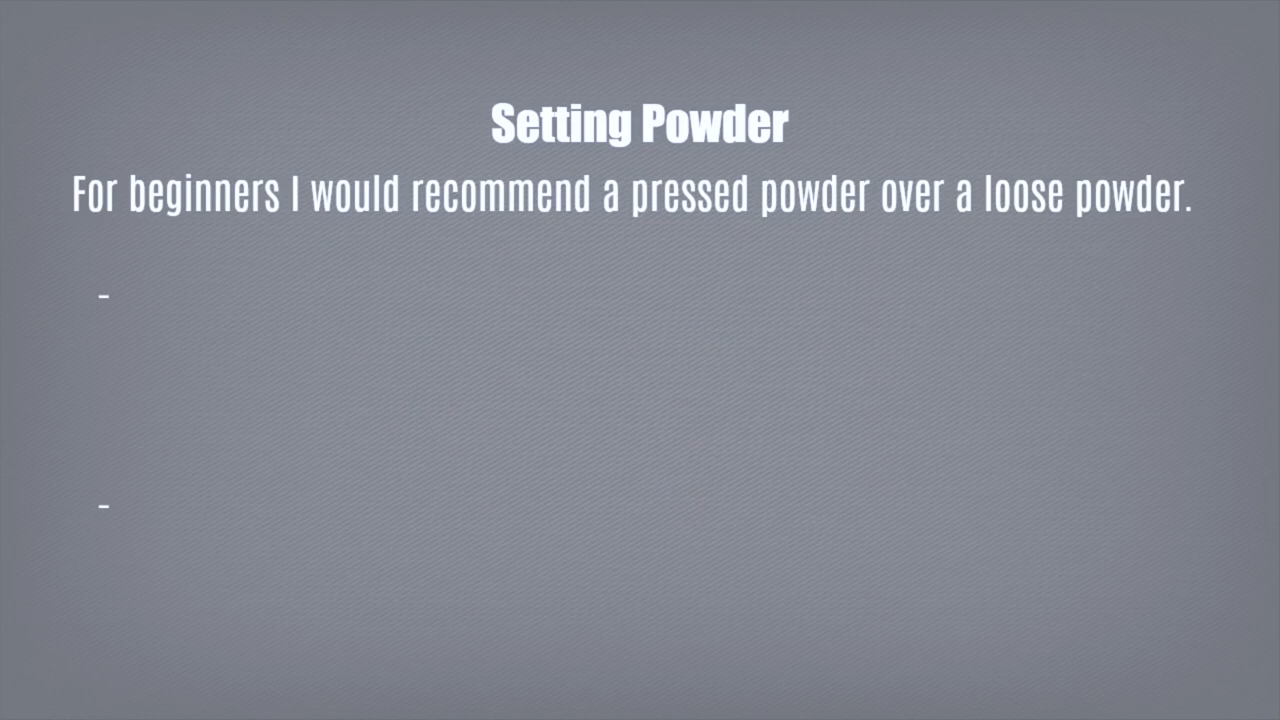 Setting Powder
For beginners I would recommend a pressed powder over a loose powder.
-
-